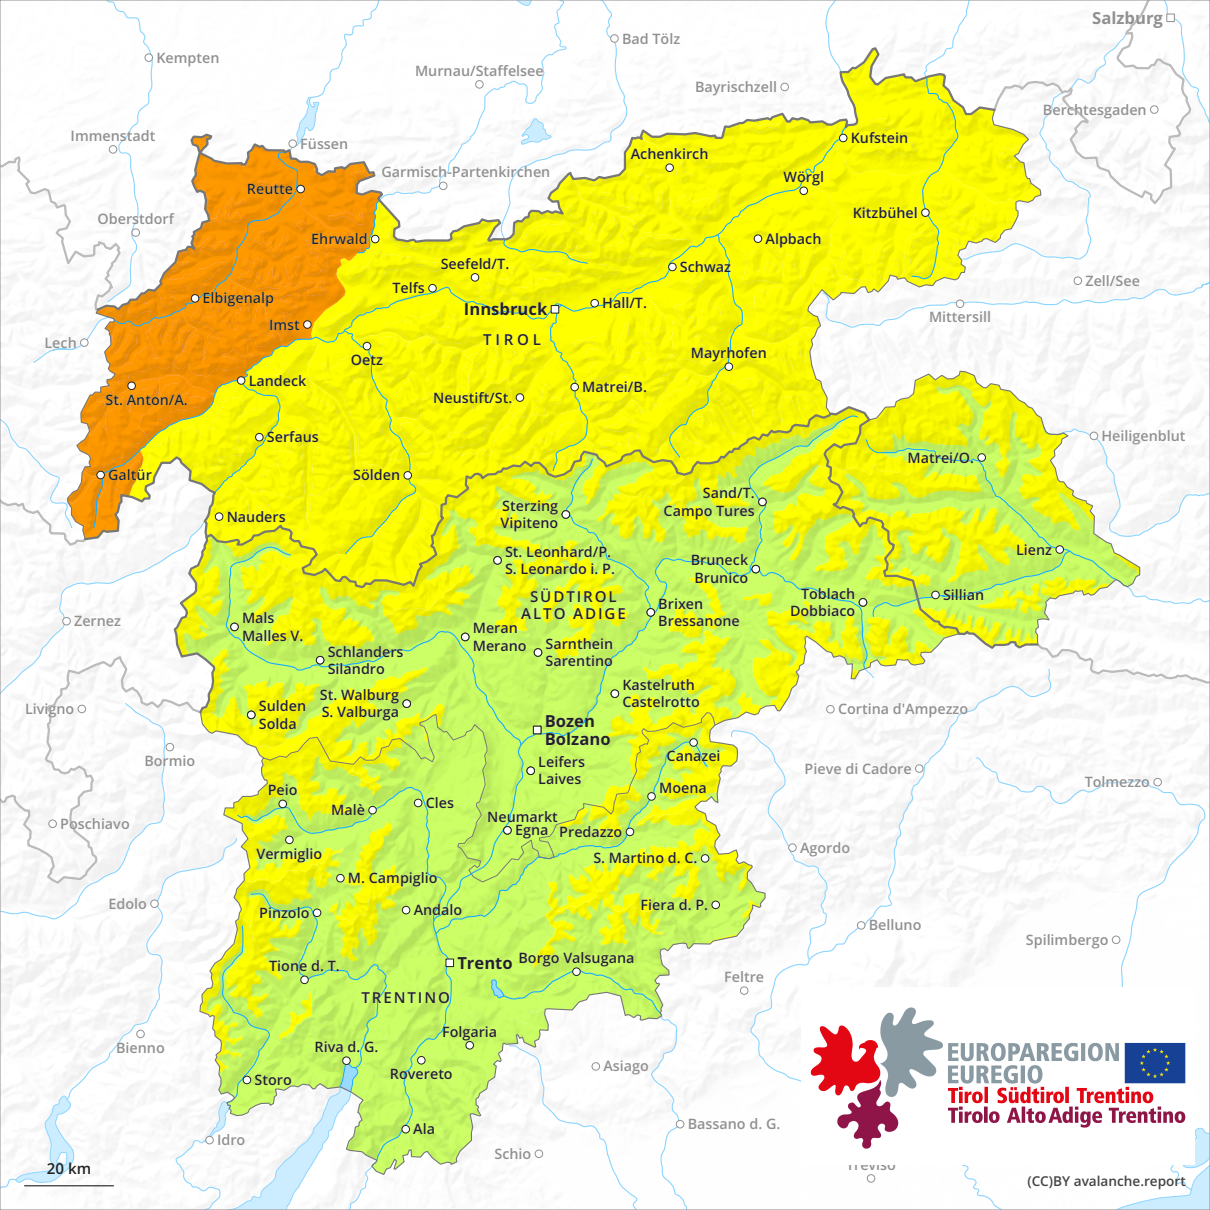 Salzburg
Bad Tölz
Kempten
Murnau/Staffelsee
Bayrischzell
Berchtesgaden
Immenstadt
Füssen
Kufstein
Achenkirch
Garmisch-Partenkirchen
Wörgl
Reutte
Oberstdorf
Kitzbühel
Ehrwald
Alpbach
Seefeld/T.
Schwaz
Zell/See
Telfs
Elbigenalp
Hall/T.
Innsbruck
Mittersill
Imst
TIROL
Lech
Oetz
Mayrhofen
Landeck
St. Anton/A.
Matrei/B.
Neustift/St.
Serfaus
Heiligenblut
Matrei/O.
Galtür
Sölden
Sand/T.
Campo Tures
Sterzing
Vipiteno
Nauders
St. Leonhard/P.
S. Leonardo i. P.
Lienz
Bruneck
Brunico
SÜDTIROL
ALTO ADIGE
Toblach
Dobbiaco
Sillian
Brixen
Bressanone
Zernez
Mals
Malles V.
Meran
Merano
Sarnthein
Sarentino
Schlanders
Silandro
Kastelruth
Castelrotto
St. Walburg
S. Valburga
Sulden
Solda
Livigno
Cortina d'Ampezzo
Bozen
Bolzano
Bormio
Canazei
Leifers
Laives
Pieve di Cadore
Tolmezzo
Peio
Moena
Malè
Cles
Neumarkt
Egna
Predazzo
Poschiavo
Vermiglio
Agordo
S. Martino d. C.
M. Campiglio
Edolo
Pinzolo
Andalo
Fiera d. P.
Belluno
Spilimbergo
Trento
Borgo Valsugana
Tione d. T.
Feltre
TRENTINO
Bienno
Folgaria
Riva d. G.
Rovereto
Asiago
Storo
EUROPAREGION
EUREGIO
Tirol Südtirol Trentino
Tirolo Alto Adige Trentino
Ala
Bassano d. G.
Idro
Schio
Treviso
20 km
(CC)BY avalanche.report